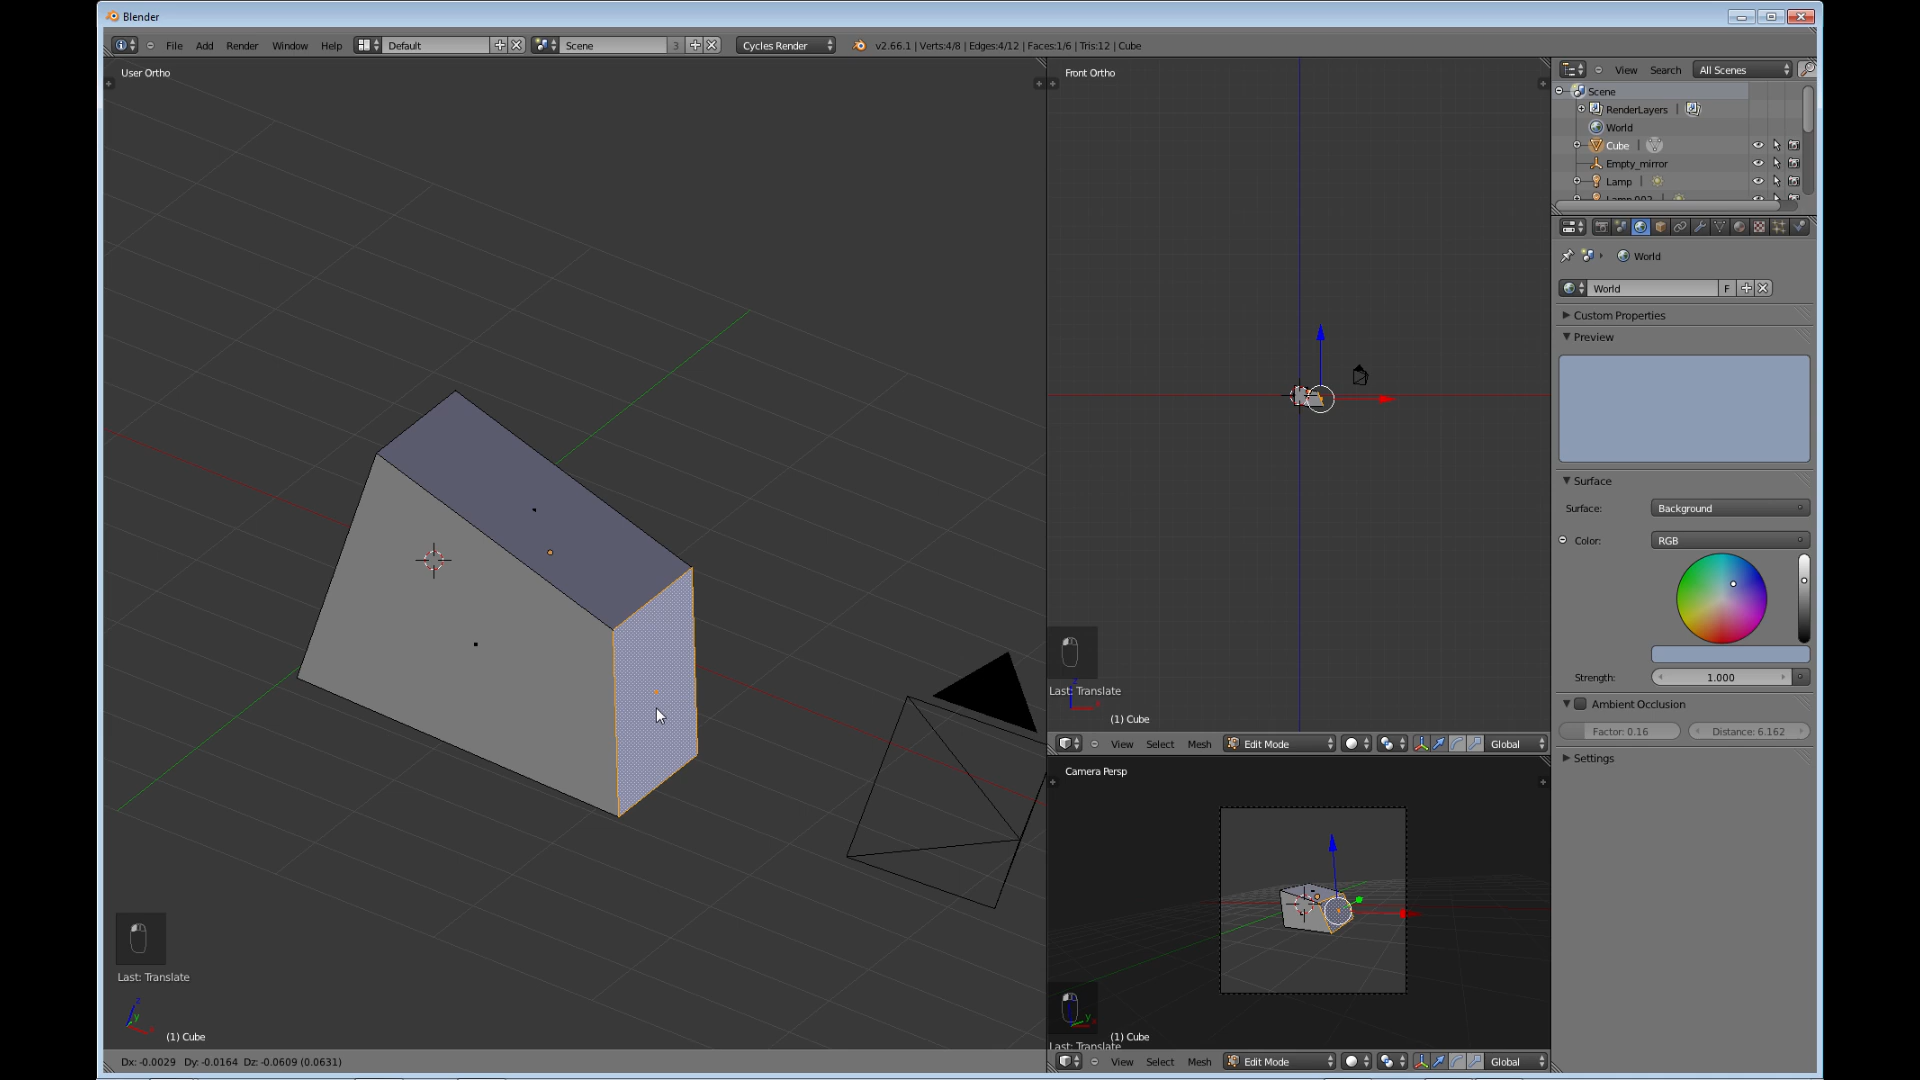 Blender
File Add Render Window Help Default Scene 3 Cycles Render v2.66.1 | Verts:4/8 | Edges:4/12 | Faces:1/6 | Tris:12 | Cube
User Ortho
Last: Translate
z
y
x
(1) Cube
Dx: -0.0029 Dy: -0.0164 Dz: -0.0609 (0.0631)
Front Ortho
Last: Translate
(1) Cube
View Select Mesh Edit Mode Global
Camera Persp
y
(1) Cube
Last: Translate
View Select Mesh Edit Mode Global
View Search All Scenes
Scene
RenderLayers |
World
Cube |
Empty_mirror
Lamp |
Lamp.002
World
World F
Custom Properties
Preview
Surface
Surface: Background
Color: RGB
Strength: 1.000
Ambient Occlusion
Factor: 0.16 Distance: 6.162
Settings